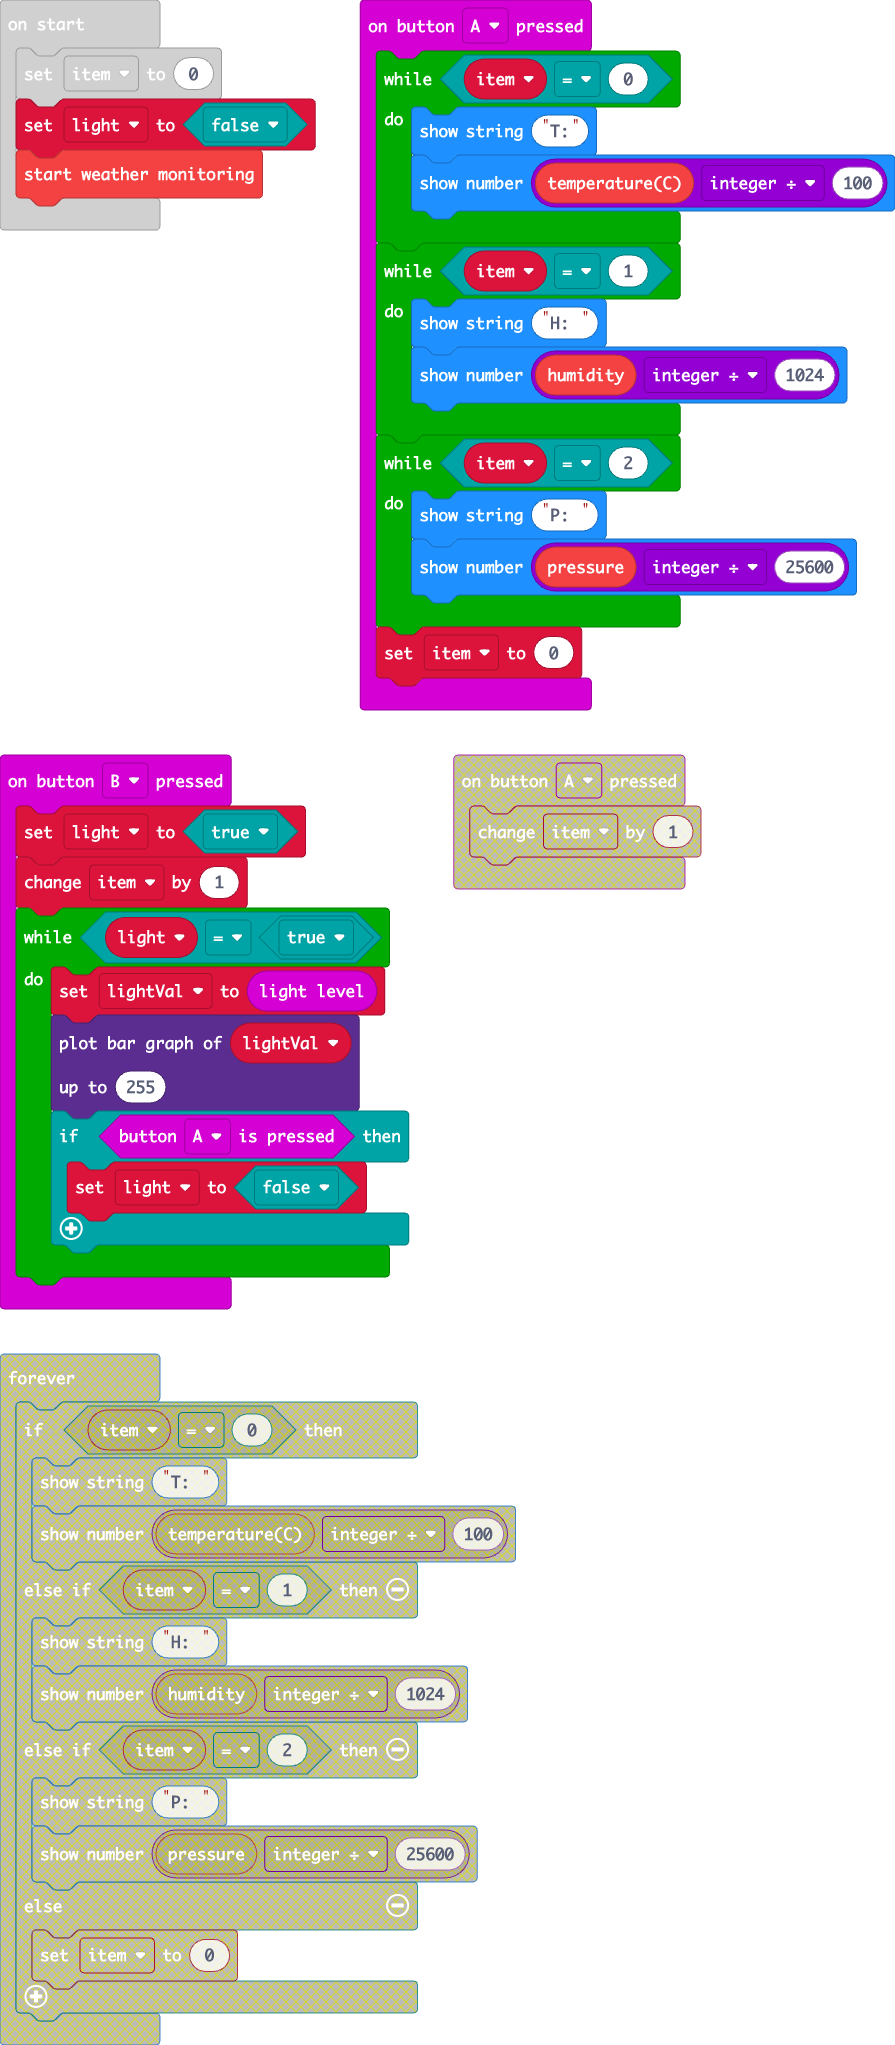 on start
set item to 0
set light to false
start weather monitoring
on button A pressed
while item = 0
do
show string "T: "
show number temperature(C) integer ÷ 100
while item = 1
do
show string "H: "
show number humidity integer ÷ 1024
while item = 2
do
show string "P: "
show number pressure integer ÷ 25600
set item to 0
on button B pressed
set light to true
change item by 1
while light = true
do
set lightVal to light level
plot bar graph of lightVal
up to 255
if button A is pressed then
set light to false
on button A pressed
change item by 1
forever
if item = 0 then
show string "T: "
show number temperature(C) integer ÷ 100
else if item = 1 then
show string "H: "
show number humidity integer ÷ 1024
else if item = 2 then
show string "P: "
show number pressure integer ÷ 25600
else
set item to 0